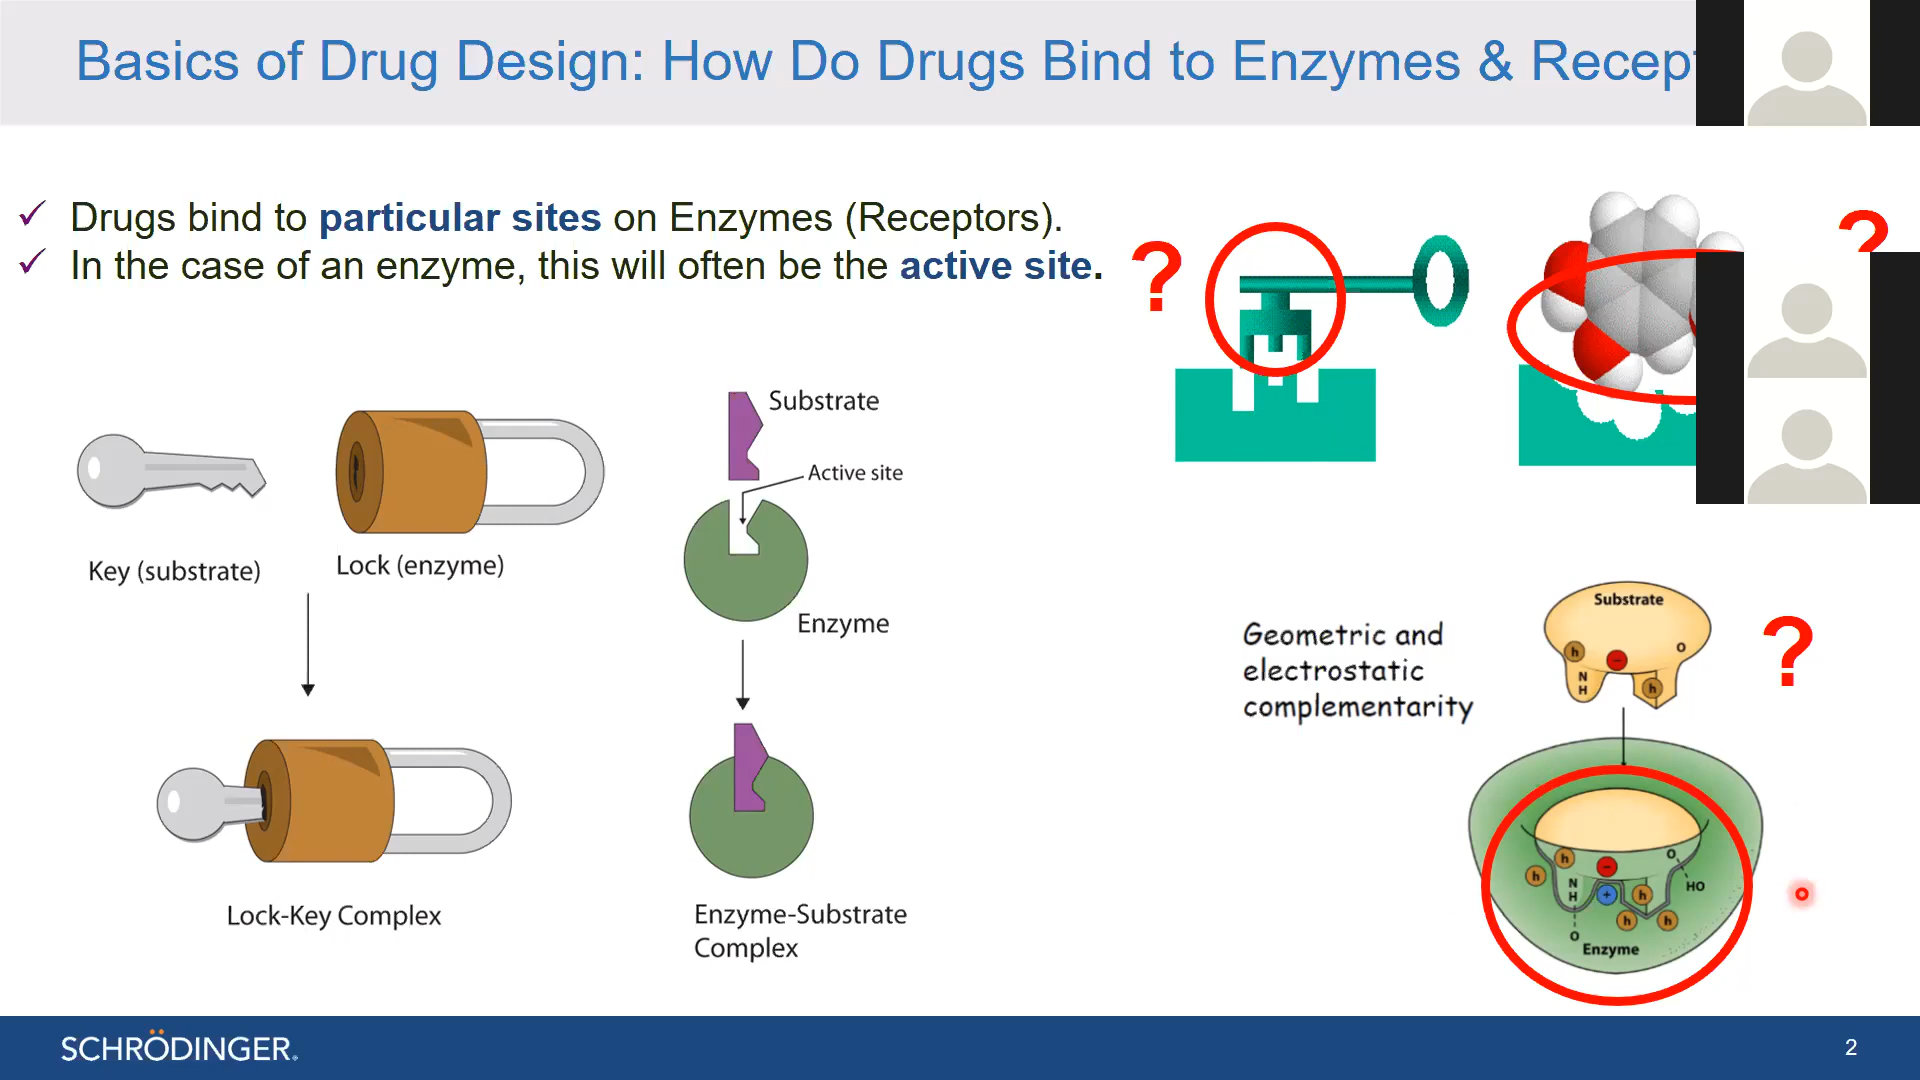 Basics of Drug Design: How Do Drugs Bind to Enzymes & Recept
✓ Drugs bind to particular sites on Enzymes (Receptors).
✓ In the case of an enzyme, this will often be the active site.
?
?
Substrate
Active site
Key (substrate)
Lock (enzyme)
Enzyme
Lock-Key Complex
Enzyme-Substrate
Complex
Geometric and
electrostatic
complementarity
?
Substrate
h
−
O
N
H
h
h
−
O
h
N
H
+
h
HO
h
h
O
Enzyme
SCHRÖDINGER.
2